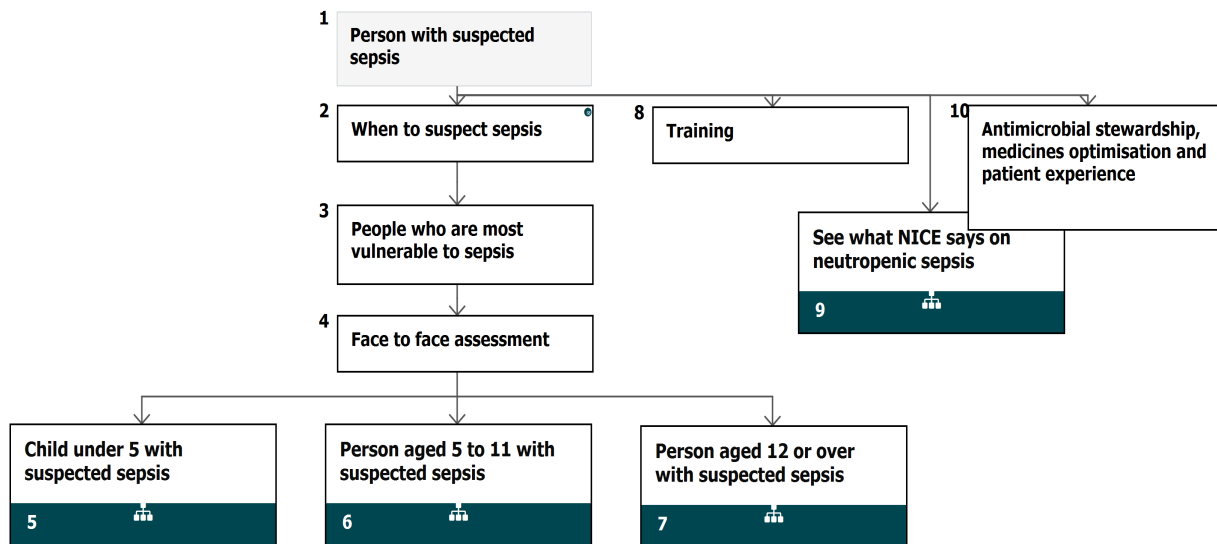 1
Person with suspected
sepsis
2
When to suspect sepsis
8
Training
10
Antimicrobial stewardship,
medicines optimisation and
patient experience
3
People who are most
vulnerable to sepsis
See what NICE says on
neutropenic sepsis
9
4
Face to face assessment
Child under 5 with
suspected sepsis
5
Person aged 5 to 11 with
suspected sepsis
6
Person aged 12 or over
with suspected sepsis
7